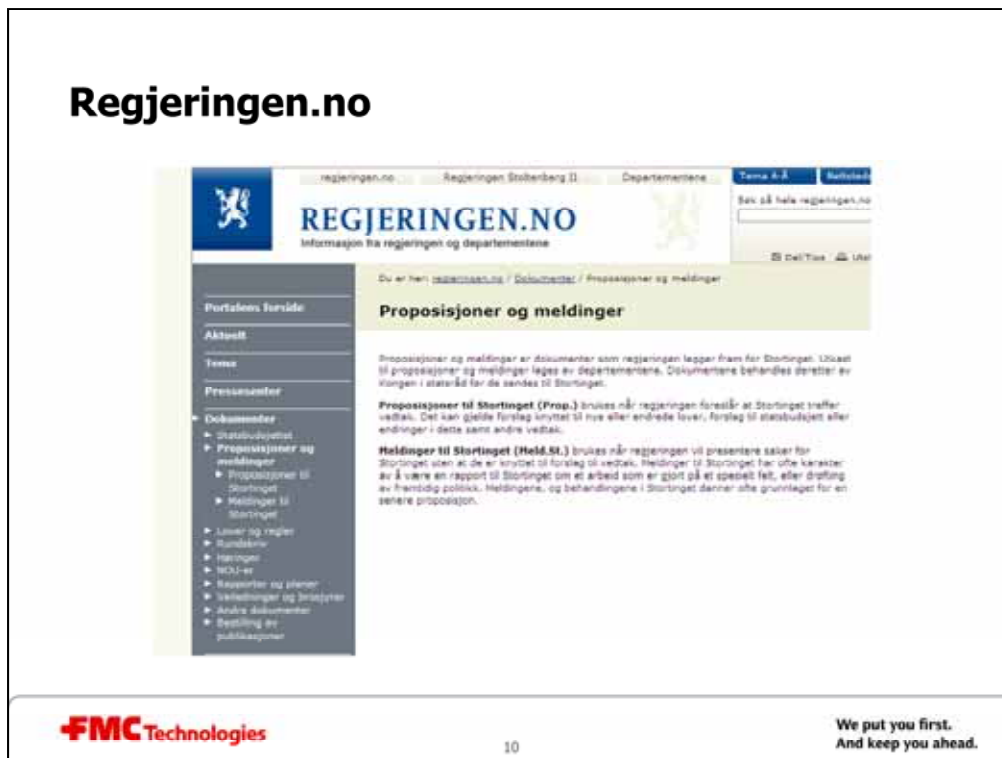 Regjeringen.no
regjeringen.no Regjeringen Stoltenberg II Departementene Tema A-Å Nettsteds
Søk på hele regjeringen.no
REGJERINGEN.NO
Informasjon fra regjeringen og departementene
Del/Tips
Du er her: regjeringen.no / Dokumenter / Proposisjoner og meldinger
Proposisjoner og meldinger
Portalens forside
Aktuelt
Tema
Pressesenter
Dokumenter
Statsbudsjettet
Proposisjoner og
meldinger
Proposisjoner til
Stortinget
Meldinger til
Stortinget
Lover og regler
Rundskriv
Høringer
NOU-er
Rapporter og planer
Veiledninger og brosjyrer
Andre dokumenter
Bestilling av
publikasjoner
Proposisjoner og meldinger er dokumenter som regjeringen legger fram for Stortinget. Utkast
til proposisjoner og meldinger lages av departementene. Dokumentene behandles deretter av
Kongen i statsråd før de sendes til Stortinget.
Proposisjoner til Stortinget (Prop.) brukes når regjeringen foreslår at Stortinget treffer
vedtak. Det kan gjelde forslag knyttet til nye eller endrede lover, forslag til statsbudsjett eller
endringer i dette samt andre vedtak.
Meldinger til Stortinget (Meld.St.) brukes når regjeringen vil presentere saker for
Stortinget uten at de er knyttet til forslag til vedtak. Meldinger til Stortinget har ofte karakter
av å være en rapport til Stortinget om et arbeid som er gjort på et spesielt felt, eller drøfting
av fremtidig politikk. Meldingene, og behandlingene i Stortinget danner ofte grunnlaget for en
senere proposisjon.
FMC Technologies
10
We put you first.
And keep you ahead.